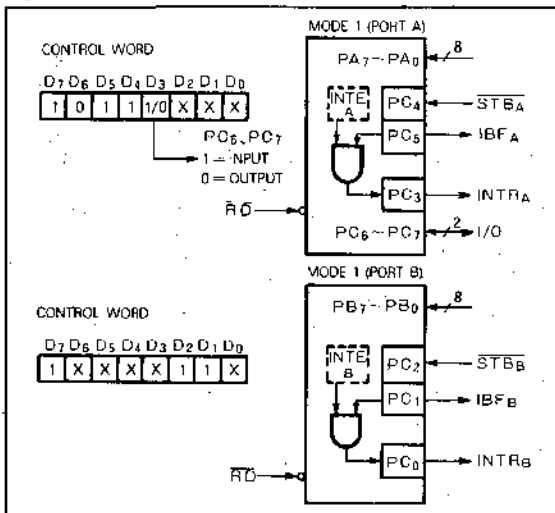 MODE 1 (PORT A)
CONTROL WORD
D7 D6 D5 D4 D3 D2 D1 D0
1 0 1 1 1/0 X X X
PC6, PC7
1 = INPUT
0 = OUTPUT
PA7~PA0
8
INTE
A
PC4
STBA
PC5
IBFA
PC3
INTRA
RD
PC6~PC7
2
I/O
MODE 1 (PORT B)
CONTROL WORD
D7 D6 D5 D4 D3 D2 D1 D0
1 X X X X 1 1 X
PB7~PB0
8
INTE
B
PC2
STBB
PC1
IBFB
PC0
INTRB
RD